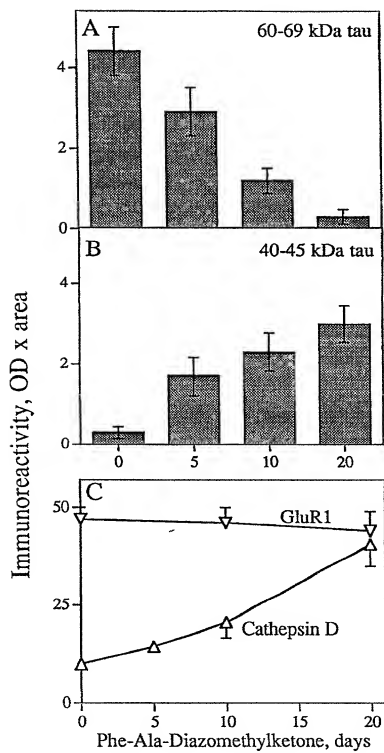 A
60-69 kDa tau
4
2
0
B
40-45 kDa tau
4
2
0
0 5 10 20
Immunoreactivity, OD x area
C
50
GluR1
25
Cathepsin D
0
0 5 10 15 20
Phe-Ala-Diazomethylketone, days